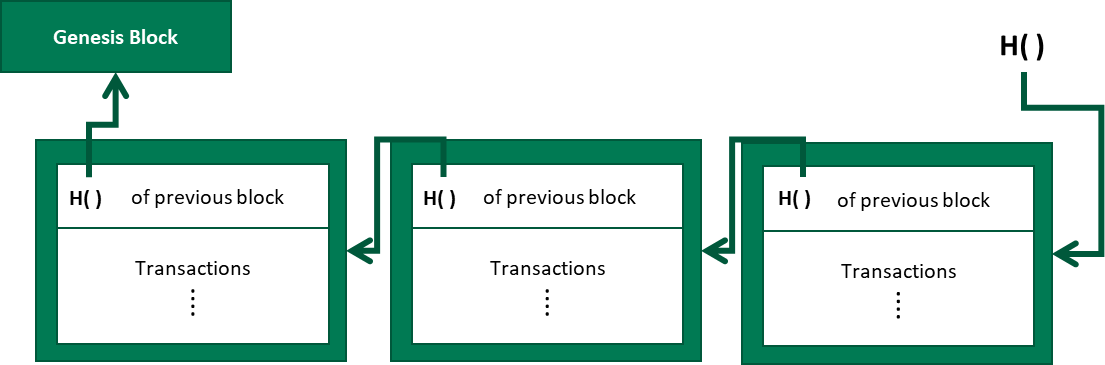 Genesis Block
H( )
H( ) of previous block
Transactions
H( ) of previous block
Transactions
H( ) of previous block
Transactions